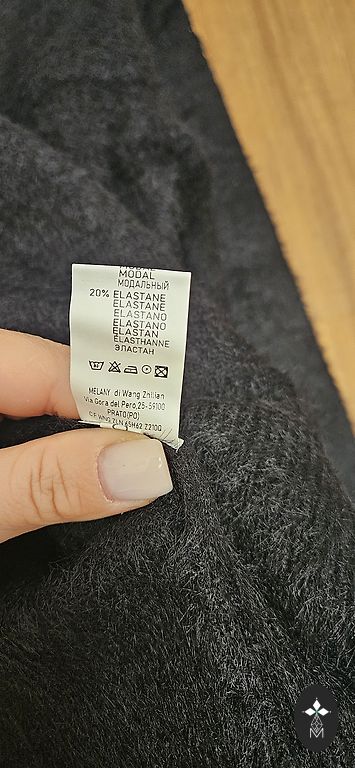 MODAL
МОДАЛЬНЫЙ
20% ELASTANE
ELASTANE
ELASTANO
ELASTANO
ELASTAN
ELASTHANNE
ЭЛАСТАН
MELANY di Wang Zhilian
Via Gora del Pero,25-59100
PRATO(PO)
M